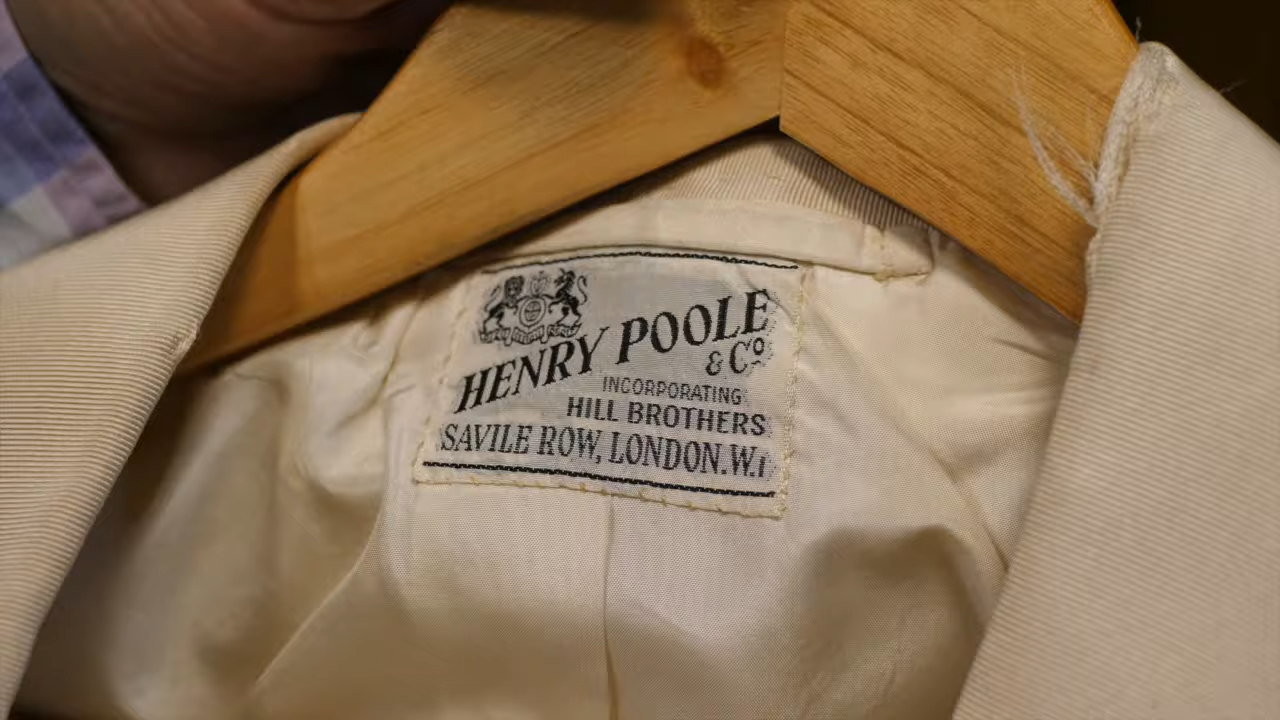 HENRY POOLE
& Co
INCORPORATING
HILL BROTHERS
SAVILE ROW, LONDON. W.1